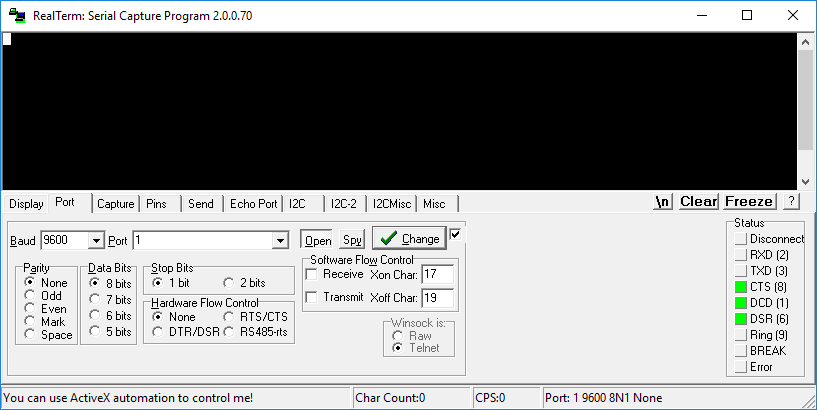 RealTerm: Serial Capture Program 2.0.0.70
Display Port Capture Pins Send Echo Port I2C I2C-2 I2CMisc Misc \n Clear Freeze ?
Baud 9600 Port 1 Open Spy Change
Parity
None
Odd
Even
Mark
Space
Data Bits
8 bits
7 bits
6 bits
5 bits
Stop Bits
1 bit 2 bits
Hardware Flow Control
None RTS/CTS
DTR/DSR RS485-rts
Software Flow Control
Receive Xon Char: 17
Transmit Xoff Char: 19
Winsock is:
Raw
Telnet
Status
Disconnect
RXD (2)
TXD (3)
CTS (8)
DCD (1)
DSR (6)
Ring (9)
BREAK
Error
You can use ActiveX automation to control me! Char Count:0 CPS:0 Port: 1 9600 8N1 None